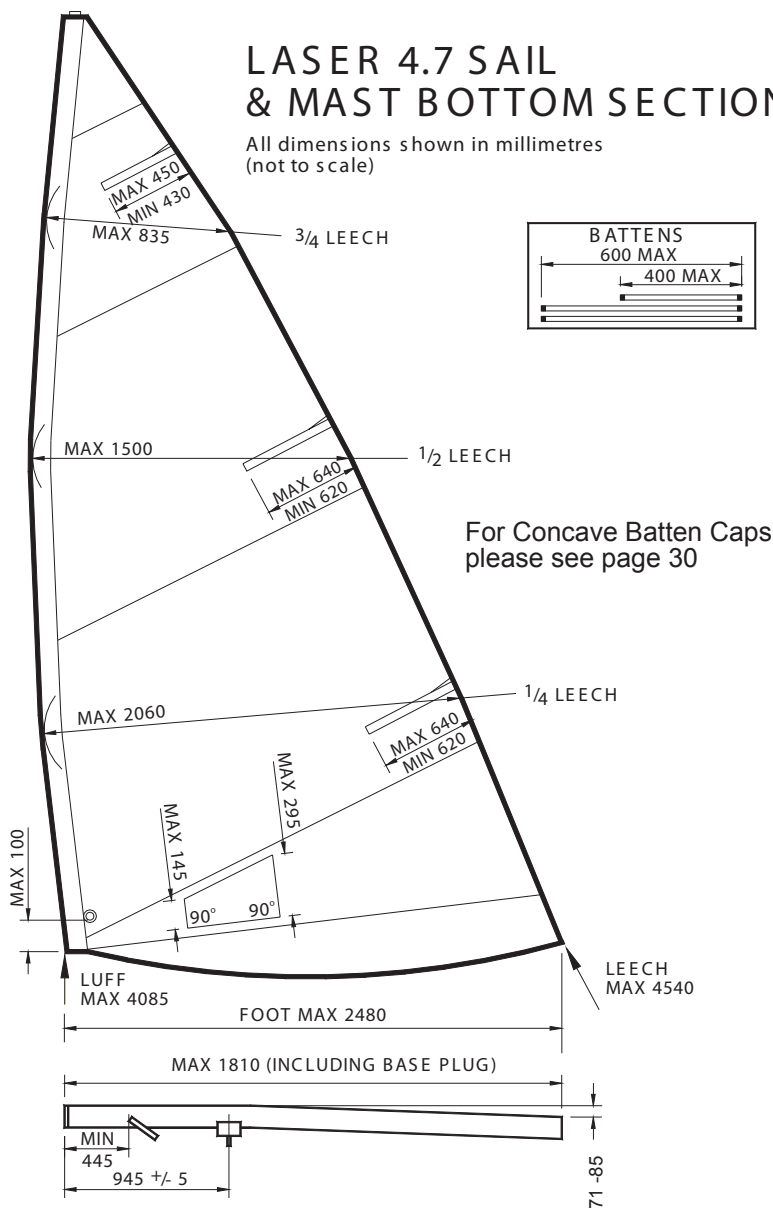 LASER 4.7 SAIL
& MAST BOTTOM SECTION
All dimensions shown in millimetres
(not to scale)
MAX 450
MIN 430
MAX 835
3/4 LEECH
BATTENS
600 MAX
400 MAX
MAX 1500
1/2 LEECH
MAX 640
MIN 620
For Concave Batten Caps
please see page 30
1/4 LEECH
MAX 2060
MAX 640
MIN 620
MAX 295
MAX 145
MAX 100
90°
90°
LUFF
MAX 4085
LEECH
MAX 4540
FOOT MAX 2480
MAX 1810 (INCLUDING BASE PLUG)
MIN
445
945 +/- 5
71 -85